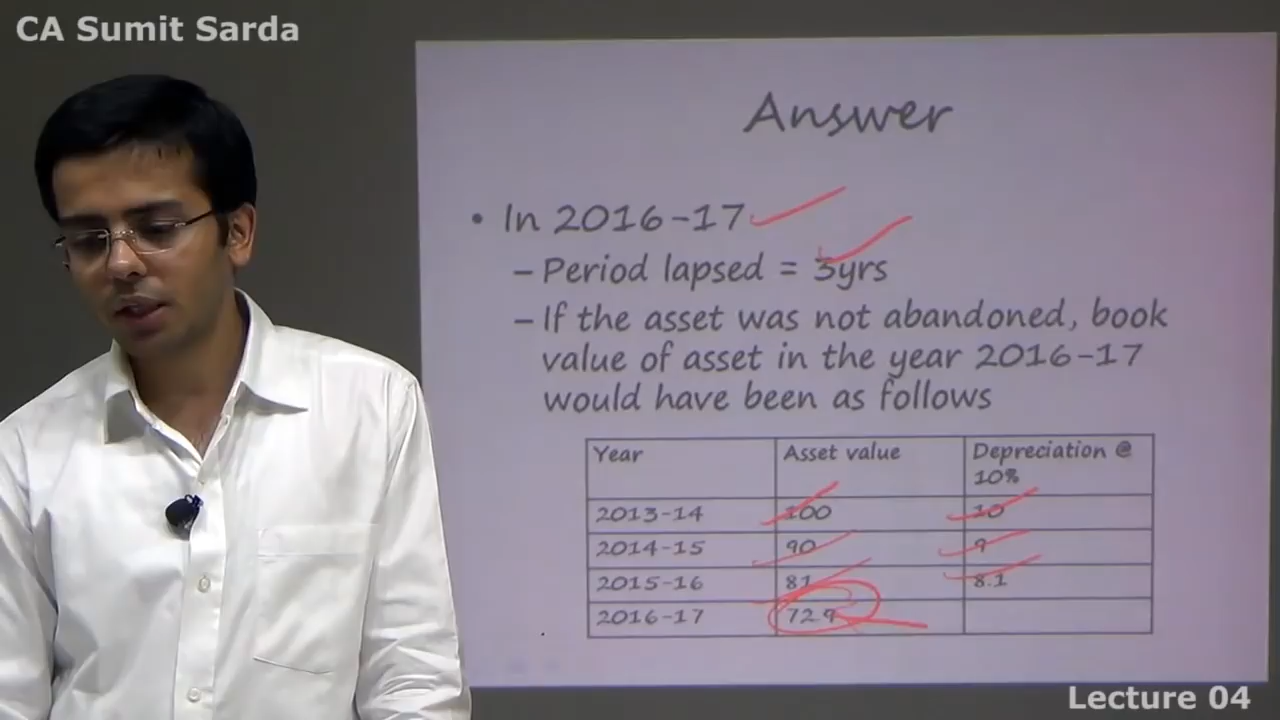 CA Sumit Sarda
Answer
• In 2016-17
– Period lapsed = 3yrs
– If the asset was not abandoned, book
value of asset in the year 2016-17
would have been as follows
Year Asset value Depreciation @
10%
2013-14 100 10
2014-15 90 9
2015-16 81 8.1
2016-17 72.9
Lecture 04